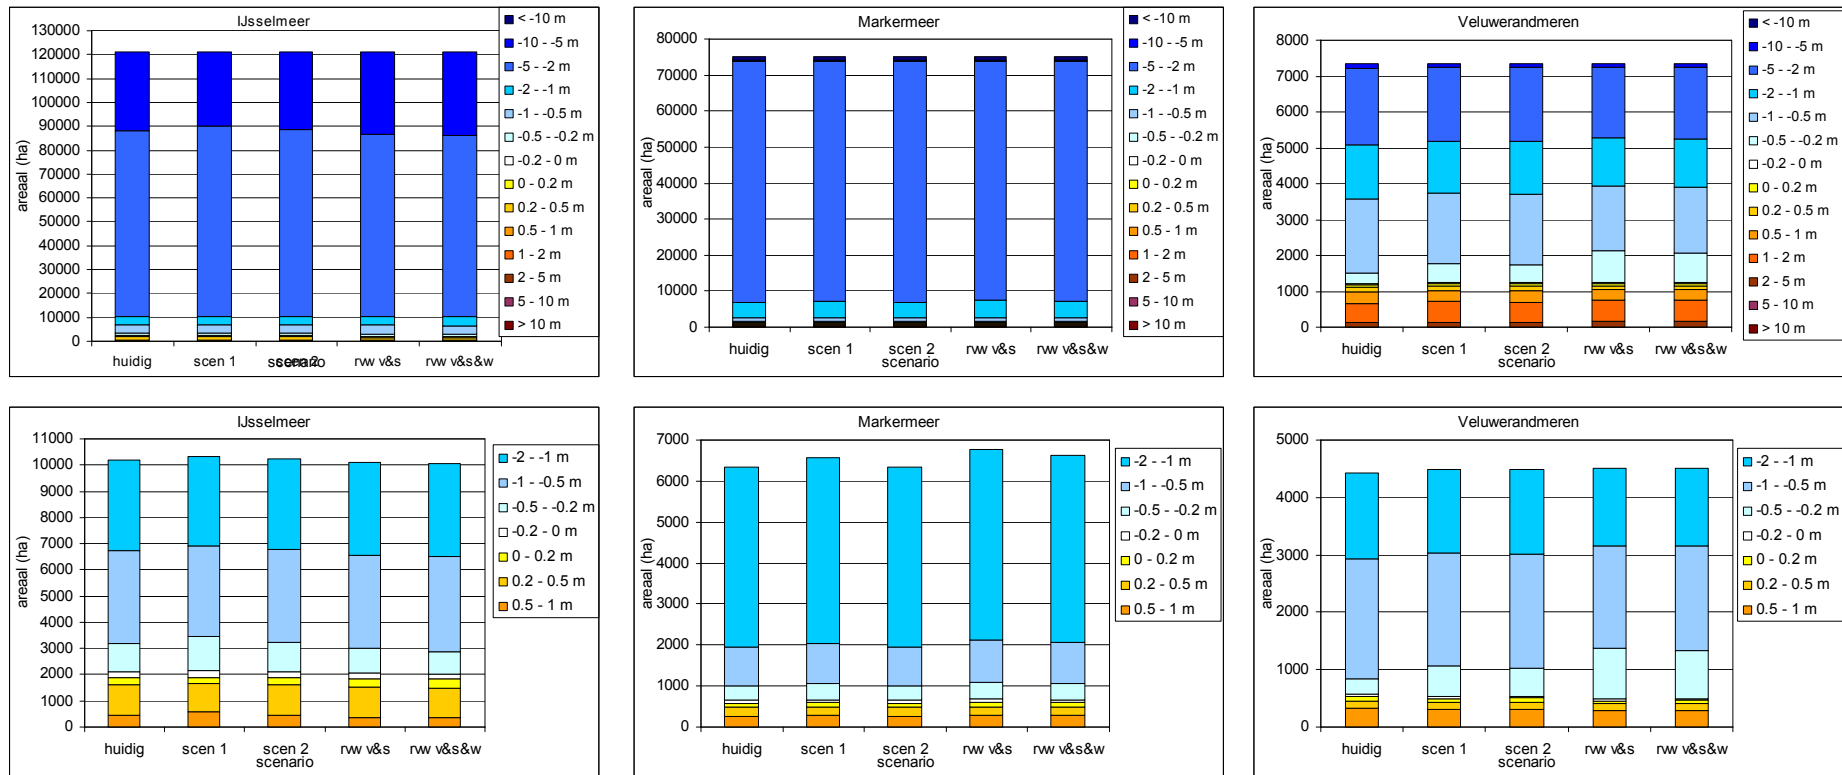 IJsselmeer
130000
120000
110000
100000
90000
80000
70000
60000
50000
40000
30000
20000
10000
0
areaal (ha)
huidig scen 1 scen 2 rvw v&s rvw v&s&w
scenario
< -10 m
-10 - -5 m
-5 - -2 m
-2 - -1 m
-1 - -0.5 m
-0.5 - -0.2 m
-0.2 - 0 m
0 - 0.2 m
0.2 - 0.5 m
0.5 - 1 m
1 - 2 m
2 - 5 m
5 - 10 m
> 10 m
Markermeer
80000
70000
60000
50000
40000
30000
20000
10000
0
areaal (ha)
huidig scen 1 scen 2 rvw v&s rvw v&s&w
scenario
< -10 m
-10 - -5 m
-5 - -2 m
-2 - -1 m
-1 - -0.5 m
-0.5 - -0.2 m
-0.2 - 0 m
0 - 0.2 m
0.2 - 0.5 m
0.5 - 1 m
1 - 2 m
2 - 5 m
5 - 10 m
> 10 m
Veluwerandmeren
8000
7000
6000
5000
4000
3000
2000
1000
0
areaal (ha)
huidig scen 1 scen 2 rvw v&s rvw v&s&w
scenario
< -10 m
-10 - -5 m
-5 - -2 m
-2 - -1 m
-1 - -0.5 m
-0.5 - -0.2 m
-0.2 - 0 m
0 - 0.2 m
0.2 - 0.5 m
0.5 - 1 m
1 - 2 m
2 - 5 m
5 - 10 m
> 10 m
IJsselmeer
11000
10000
9000
8000
7000
6000
5000
4000
3000
2000
1000
0
areaal (ha)
huidig scen 1 scen 2 rvw v&s rvw v&s&w
scenario
-2 - -1 m
-1 - -0.5 m
-0.5 - -0.2 m
-0.2 - 0 m
0 - 0.2 m
0.2 - 0.5 m
0.5 - 1 m
Markermeer
7000
6000
5000
4000
3000
2000
1000
0
areaal (ha)
huidig scen 1 scen 2 rvw v&s rvw v&s&w
scenario
-2 - -1 m
-1 - -0.5 m
-0.5 - -0.2 m
-0.2 - 0 m
0 - 0.2 m
0.2 - 0.5 m
0.5 - 1 m
Veluwerandmeren
5000
4000
3000
2000
1000
0
areaal (ha)
huidig scen 1 scen 2 rvw v&s rvw v&s&w
scenario
-2 - -1 m
-1 - -0.5 m
-0.5 - -0.2 m
-0.2 - 0 m
0 - 0.2 m
0.2 - 0.5 m
0.5 - 1 m